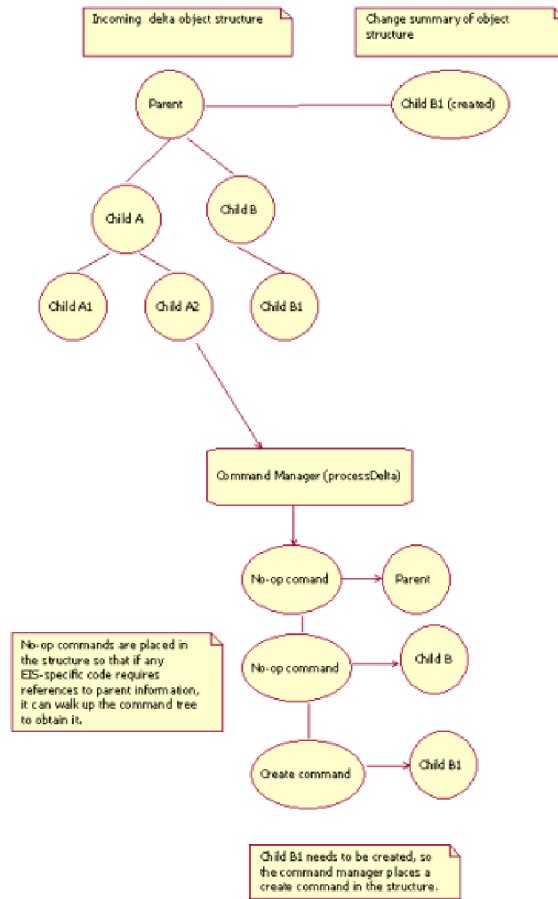 Incoming delta object structure
Change summary of object
structure
Parent
Child B1 (created)
Child A
Child B
Child A1
Child A2
Child B1
Command Manager (processDelta)
No-op comand
Parent
No-op commands are placed in
the structure so that if any
EIS-specific code requires
references to parent information,
it can walk up the command tree
to obtain it.
No-op command
Child B
Create command
Child B1
Child B1 needs to be created, so
the command manager places a
create command in the structure.